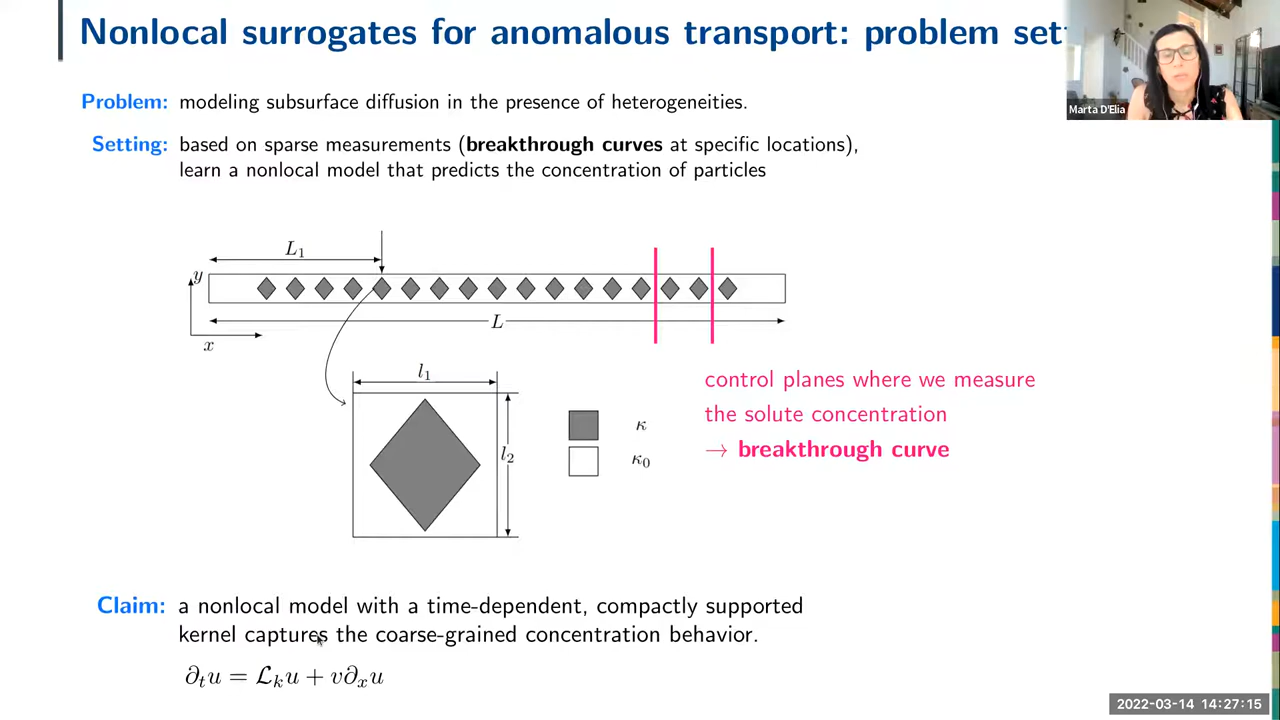 Nonlocal surrogates for anomalous transport: problem set
Marta D'Elia
Problem: modeling subsurface diffusion in the presence of heterogeneities.
Setting: based on sparse measurements (breakthrough curves at specific locations),
learn a nonlocal model that predicts the concentration of particles
L₁
y
L
x
l₁
l₂
κ
κ₀
control planes where we measure
the solute concentration
→ breakthrough curve
Claim: a nonlocal model with a time-dependent, compactly supported
kernel captures the coarse-grained concentration behavior.
∂ₜu = ℒₖu + v∂ₓu
2022-03-14 14:27:15